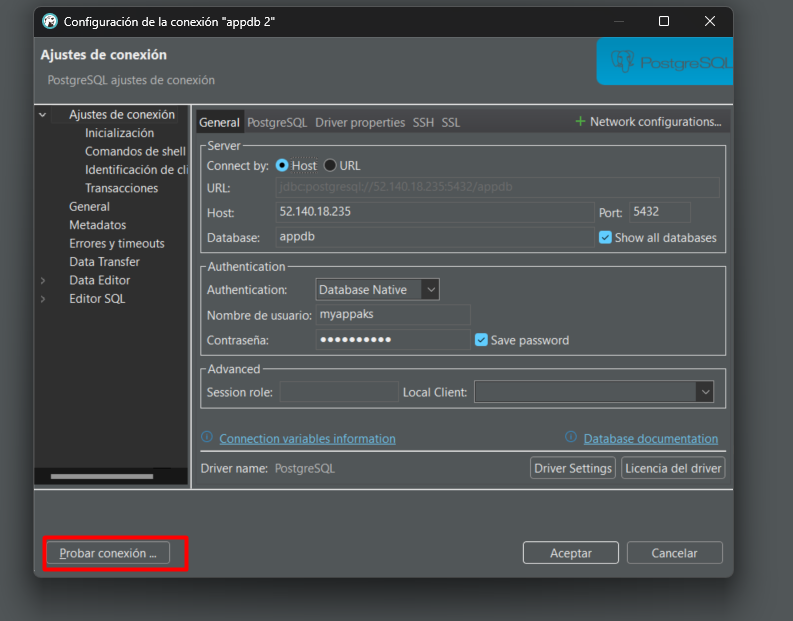 Configuración de la conexión "appdb 2"
Ajustes de conexión
PostgreSQL ajustes de conexión
PostgreSQL
Ajustes de conexión
Inicialización
Comandos de shell
Identificación de cli
Transacciones
General
Metadatos
Errores y timeouts
Data Transfer
Data Editor
Editor SQL
General PostgreSQL Driver properties SSH SSL + Network configurations...
Server
Connect by: Host URL
URL: jdbc:postgresql://52.140.18.235:5432/appdb
Host: 52.140.18.235 Port: 5432
Database: appdb Show all databases
Authentication
Authentication: Database Native
Nombre de usuario: myappaks
Contraseña: •••••••••• Save password
Advanced
Session role: Local Client:
Connection variables information Database documentation
Driver name: PostgreSQL Driver Settings Licencia del driver
Probar conexión ... Aceptar Cancelar